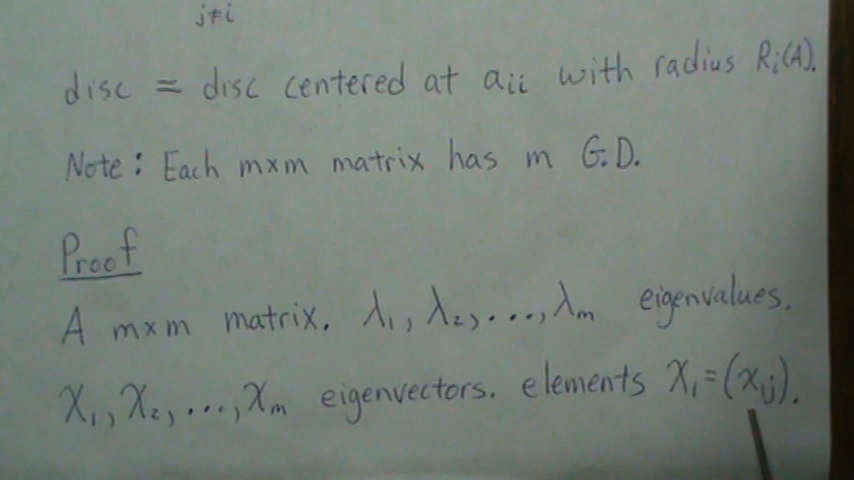 j≠i
disc = disc centered at aᵢᵢ with radius Rᵢ(A).
Note: Each m×m matrix has m G.D.
Proof
A m×m matrix. λ₁, λ₂, ..., λₘ eigenvalues.
X₁, X₂, ..., Xₘ eigenvectors. elements X₁=(x₁ⱼ).